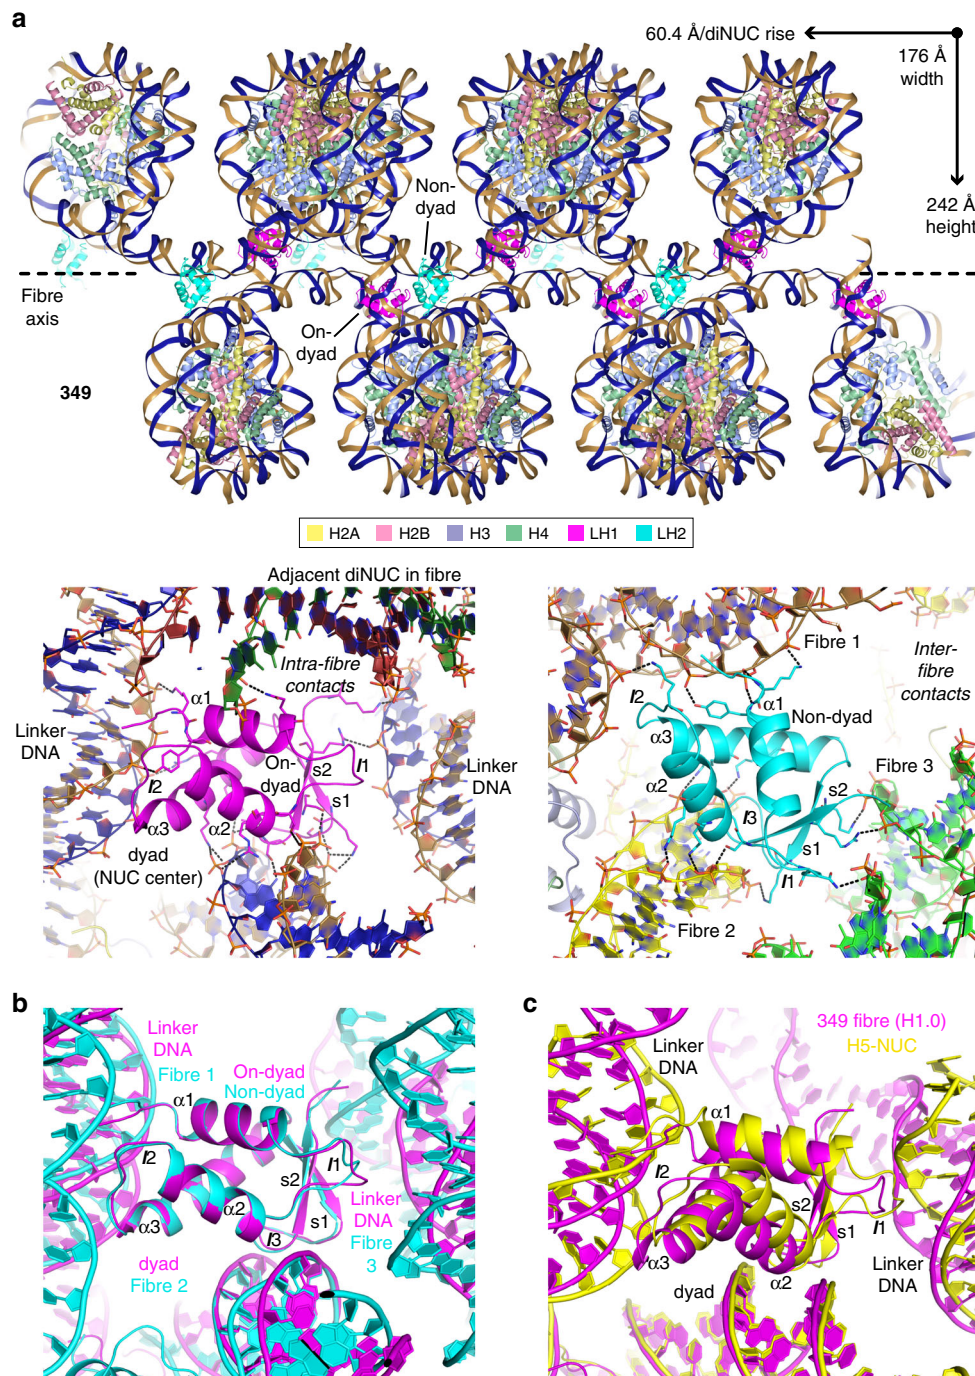 a
60.4 Å/diNUC rise
176 Å
width
242 Å
height
Non-
dyad
Fibre
axis
On-
dyad
349
H2A H2B H3 H4 LH1 LH2
Adjacent diNUC in fibre
Intra-fibre
contacts
α1
Linker
DNA
On-
dyad
s2
l1
Linker
DNA
l2
s1
α3
α2
dyad
(NUC center)
Fibre 1
Inter-
fibre
contacts
l2
α1
Non-dyad
α3
Fibre 3
α2
s2
l3
s1
l1
Fibre 2
b
Linker
DNA
Fibre 1
On-dyad
Non-dyad
α1
l2
l1
s2
α2
Linker
DNA
Fibre
3
α3
s1
l3
dyad
Fibre 2
c
349 fibre (H1.0)
H5-NUC
Linker
DNA
α1
l2
s2
s1
l1
α3
α2
Linker
DNA
dyad